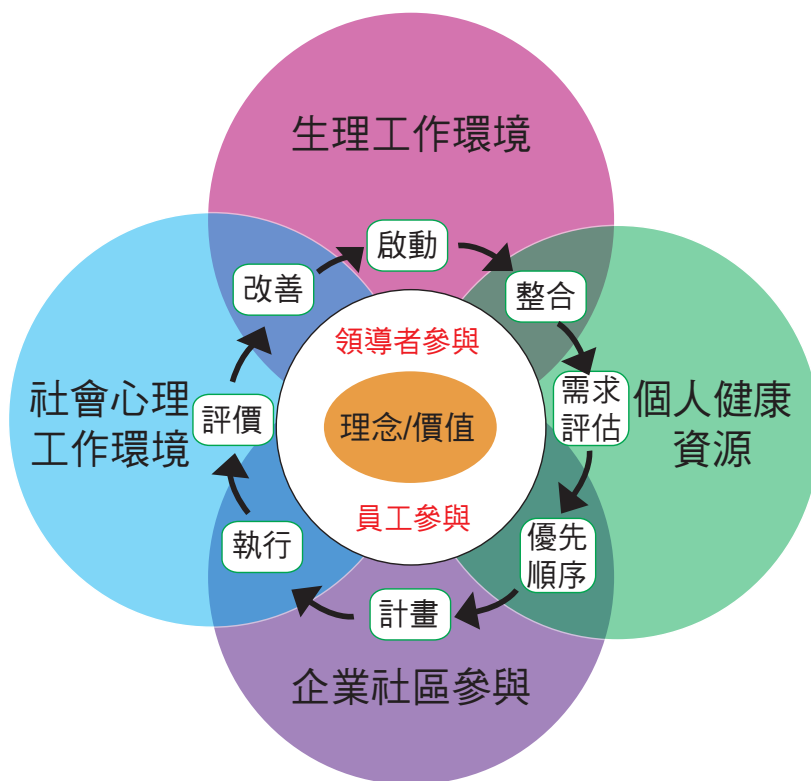 生理工作環境
啟動
改善
整合
領導者參與
社會心理
工作環境
評價
理念/價值
需求
評估
個人健康
資源
員工參與
執行
優先
順序
計畫
企業社區參與